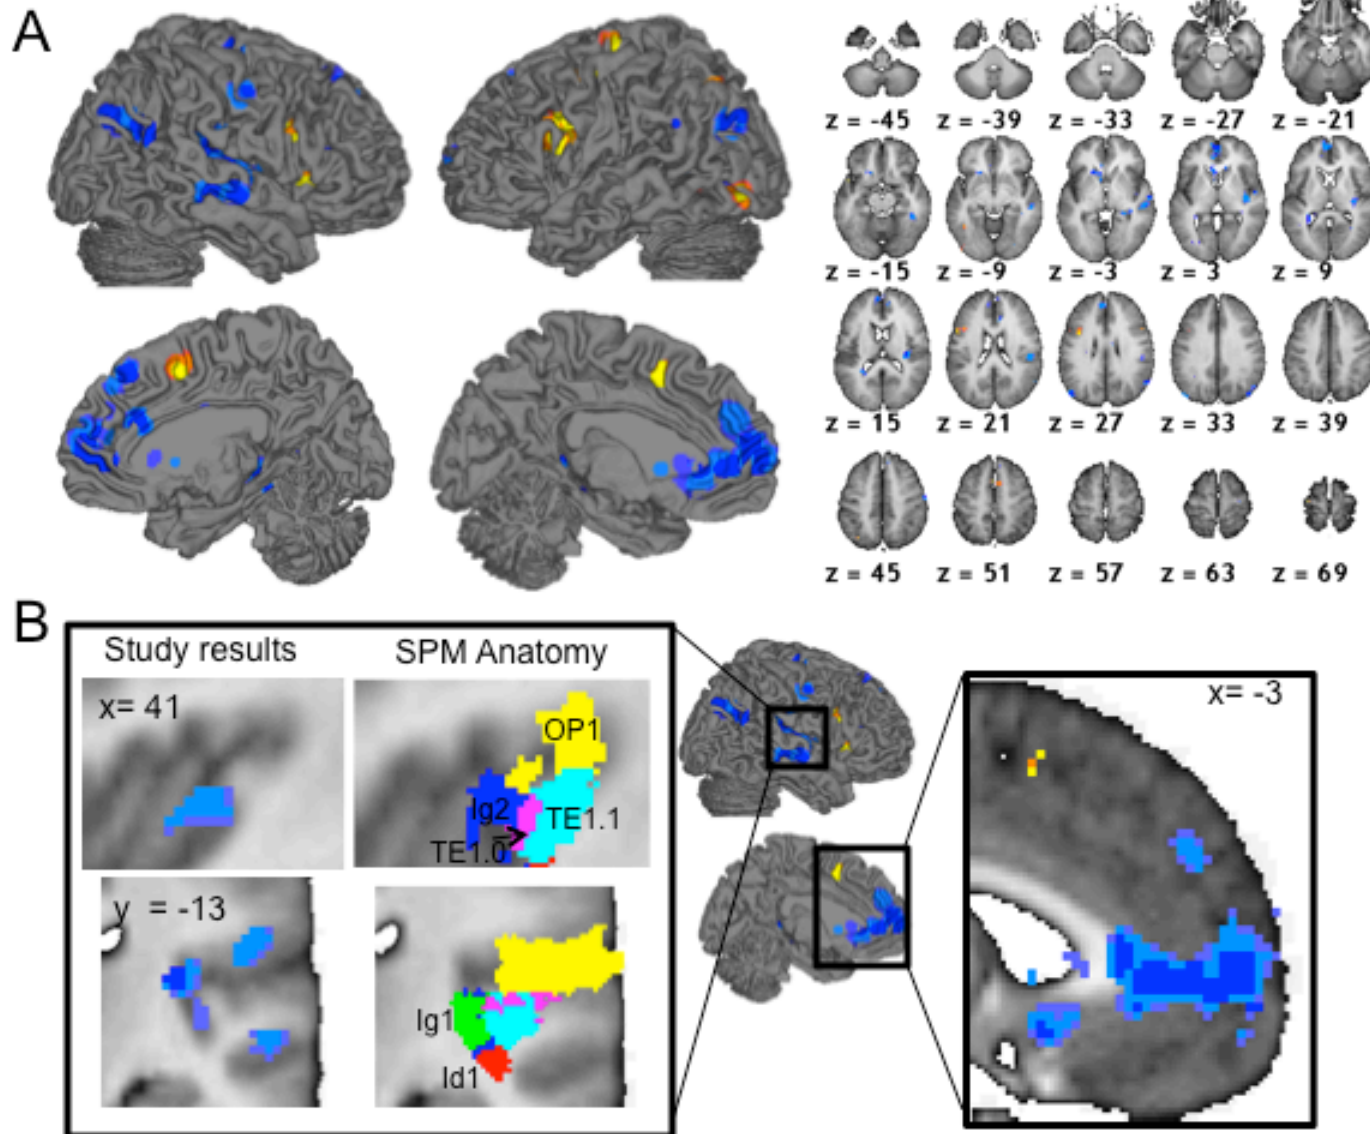 A
z = -45 z = -39 z = -33 z = -27 z = -21
z = -15 z = -9 z = -3 z = 3 z = 9
z = 15 z = 21 z = 27 z = 33 z = 39
z = 45 z = 51 z = 57 z = 63 z = 69
B
Study results SPM Anatomy
x= 41
OP1
Ig2
TE1.1
TE1.0
y = -13
Ig1
Id1
x= -3